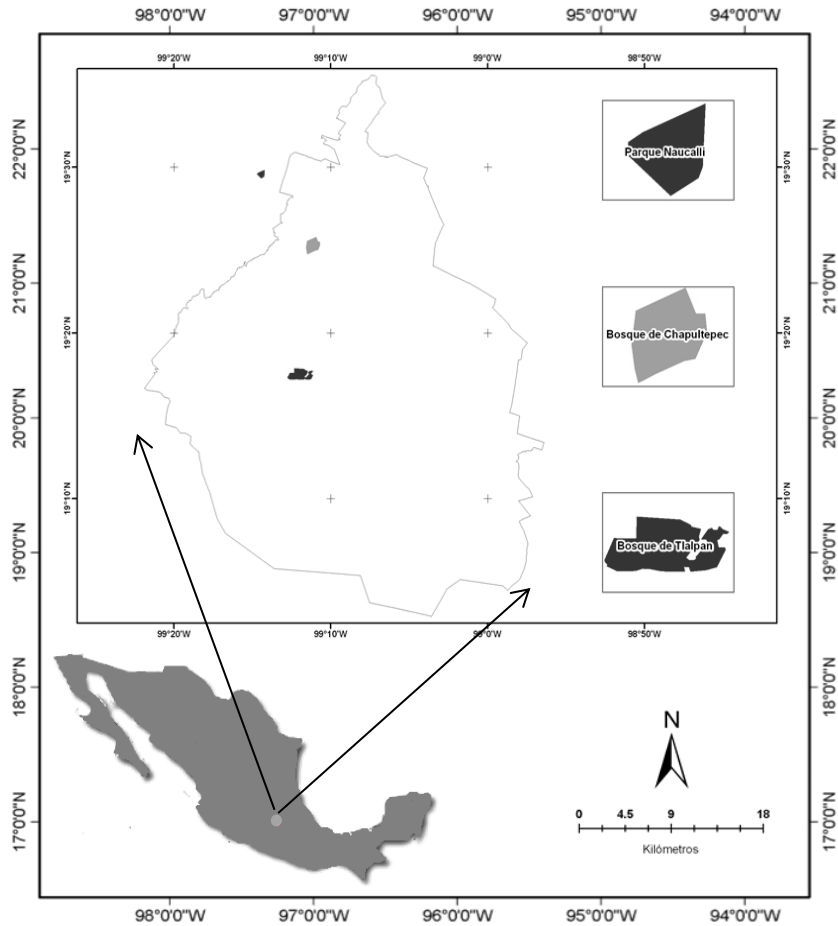 98°0'0"W 97°0'0"W 96°0'0"W 95°0'0"W 94°0'0"W
99°20'W 99°10'W 99°0'W 98°50'W
22°0'0"N 22°0'0"N
19°30'N 19°30'N
Parque Naucalli
21°0'0"N 21°0'0"N
19°20'N 19°20'N
Bosque de Chapultepec
20°0'0"N 20°0'0"N
19°10'N 19°10'N
19°0'0"N 19°0'0"N
Bosque de Tlalpan
99°20'W 99°10'W 99°0'W 98°50'W
18°0'0"N 18°0'0"N
N
0 4.5 9 18
17°0'0"N 17°0'0"N
Kilómetros
98°0'0"W 97°0'0"W 96°0'0"W 95°0'0"W 94°0'0"W